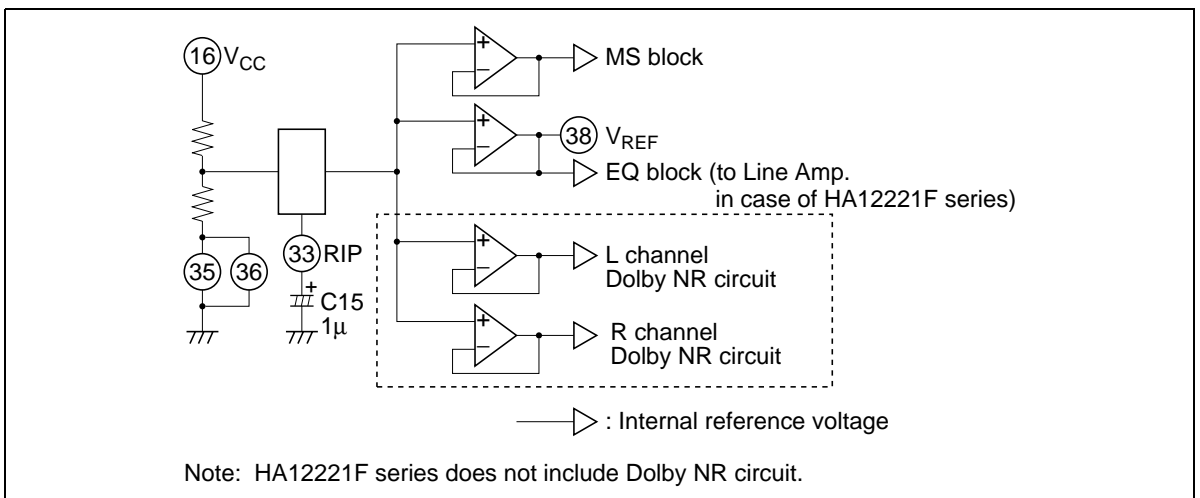 16 VCC
+
−
MS block
+
−
38 VREF
EQ block (to Line Amp.
in case of HA12221F series)
33 RIP
35 36
+
C15
1μ
+
−
L channel
Dolby NR circuit
+
−
R channel
Dolby NR circuit
: Internal reference voltage
Note: HA12221F series does not include Dolby NR circuit.